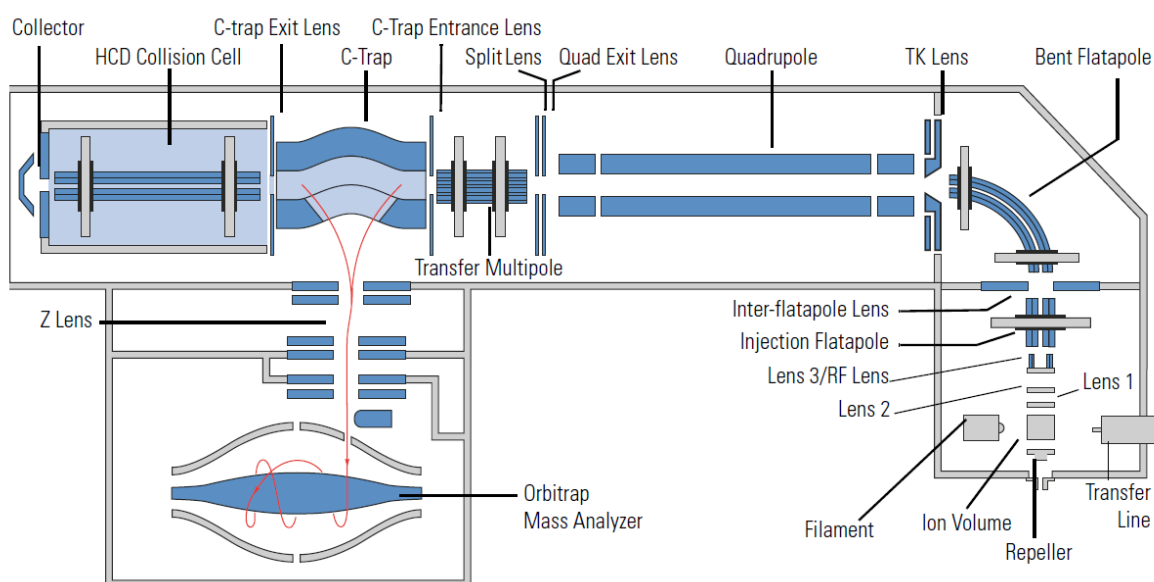 Collector
C-trap Exit Lens
C-Trap Entrance Lens
HCD Collision Cell
C-Trap
Split Lens
Quad Exit Lens
Quadrupole
TK Lens
Bent Flatapole
Transfer Multipole
Z Lens
Inter-flatapole Lens
Injection Flatapole
Lens 3/RF Lens
Lens 1
Lens 2
Orbitrap
Mass Analyzer
Filament
Ion Volume
Repeller
Transfer
Line